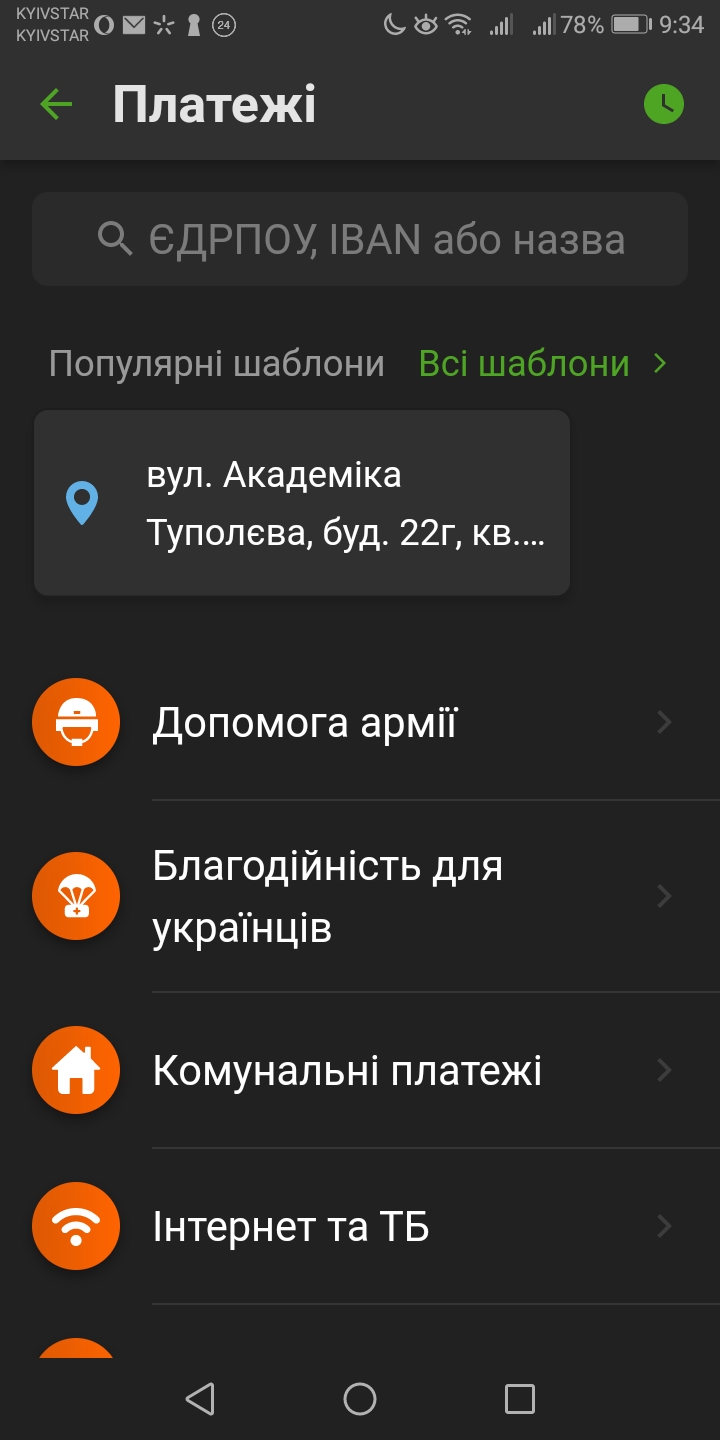 KYIVSTAR
KYIVSTAR
24
78%
9:34
Платежі
ЄДРПОУ, IBAN або назва
Популярні шаблони
Всі шаблони
вул. Академіка
Туполєва, буд. 22г, кв....
Допомога армії
Благодійність для
українців
Комунальні платежі
Інтернет та ТБ